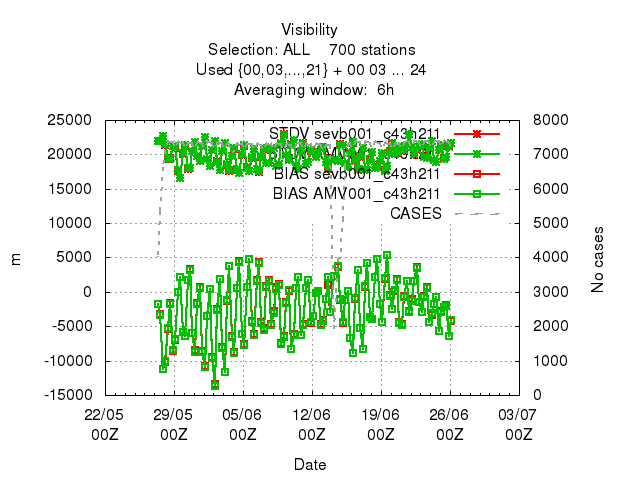 Visibility
Selection: ALL    700 stations
Used {00,03,...,21} + 00 03 ... 24
Averaging window:  6h
25000
20000
15000
10000
5000
0
-5000
-10000
-15000
m
8000
7000
6000
5000
4000
3000
2000
1000
0
No cases
STDV sevb001_c43h211
BIAS sevb001_c43h211
BIAS AMV001_c43h211
CASES
22/05 29/05 05/06 12/06 19/06 26/06 03/07
00Z 00Z 00Z 00Z 00Z 00Z 00Z
Date